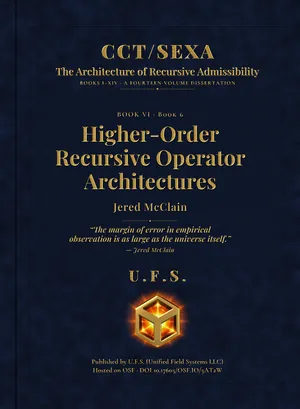 CCT/SEXA
The Architecture of Recursive Admissibility
BOOKS I–XIV · A FOURTEEN-VOLUME DISSERTATION
BOOK VI · Book 6
Higher-Order
Recursive Operator
Architectures
Jered McClain
“The margin of error in empirical
observation is as large as the universe itself.”
— Jered McClain
U.F.S.
Published by U.F.S. (Unified Field Systems LLC)
Hosted on OSF · DOI 10.17605/OSF.IO/5AT2W